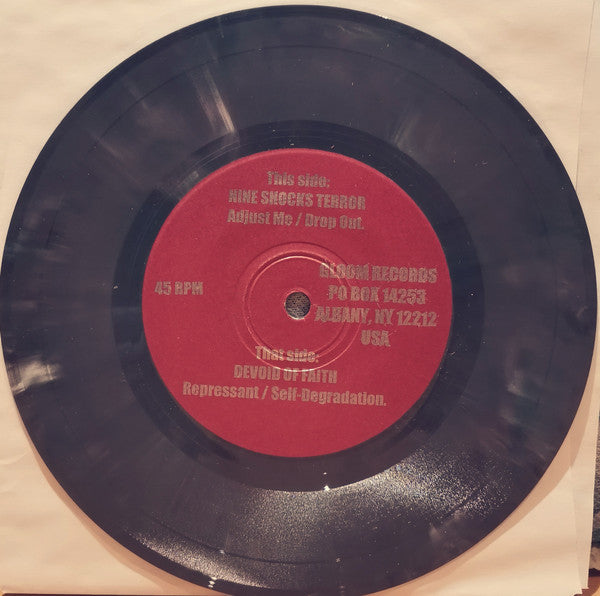 This side:
NINE SHOCKS TERROR
Adjust Me / Drop Out.
45 RPM
GLOOM RECORDS
PO BOX 14253
ALBANY, NY 12212
USA
That side:
DEVOID OF FAITH
Repressant / Self-Degradation.